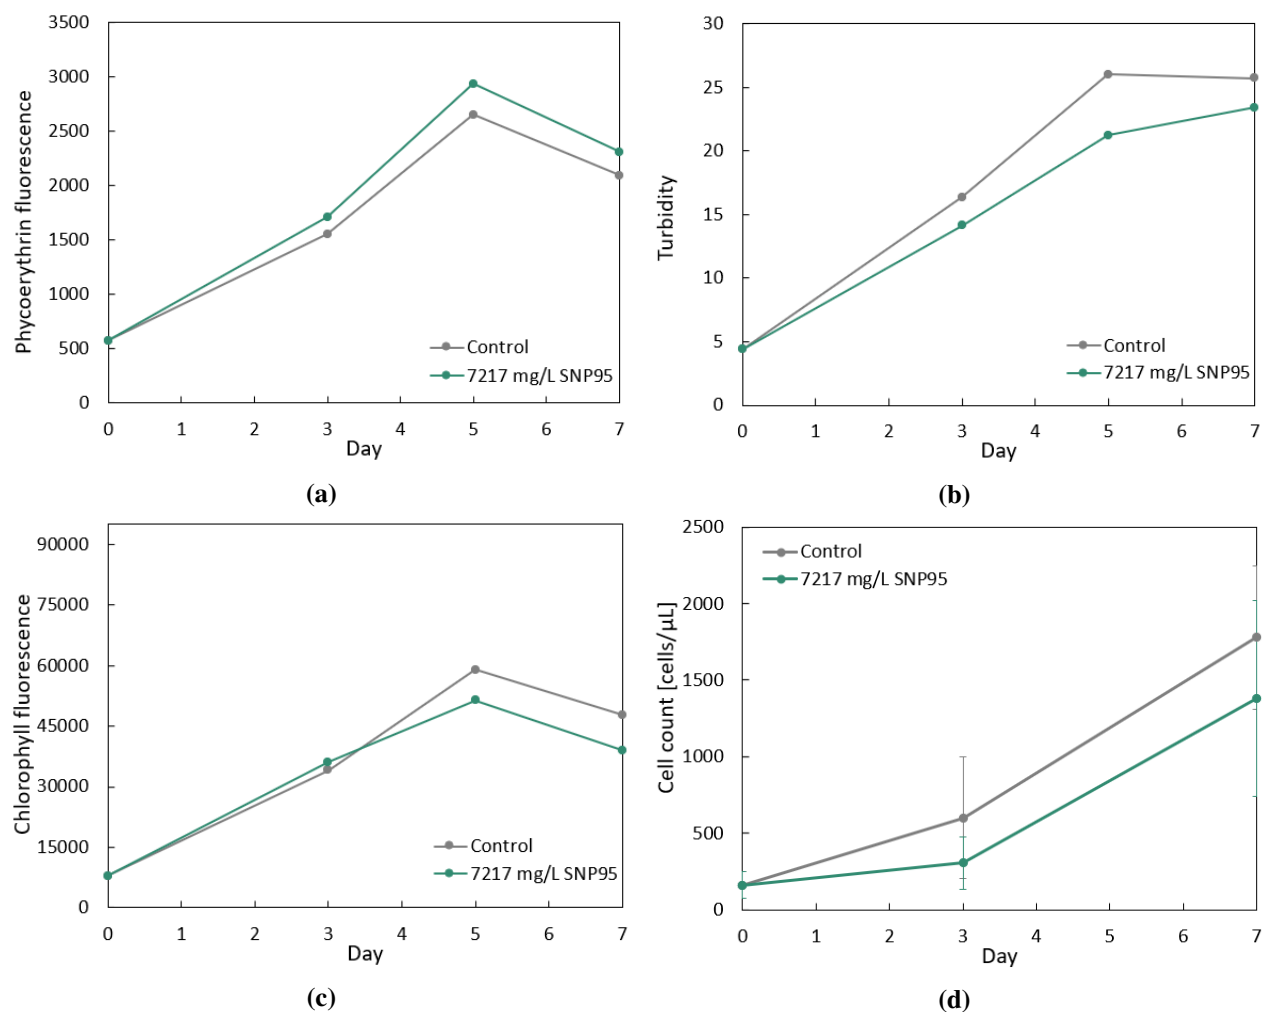 3500
3000
2500
2000
1500
1000
500
0
Phycoerythrin fluorescence
Control
7217 mg/L SNP95
0 1 2 3 4 5 6 7
Day
(a)
30
25
20
15
10
5
0
Turbidity
Control
7217 mg/L SNP95
0 1 2 3 4 5 6 7
Day
(b)
90000
75000
60000
45000
30000
15000
0
Chlorophyll fluorescence
Control
7217 mg/L SNP95
0 1 2 3 4 5 6 7
Day
(c)
2500
2000
1500
1000
500
0
Cell count [cells/µL]
Control
7217 mg/L SNP95
0 1 2 3 4 5 6 7
Day
(d)